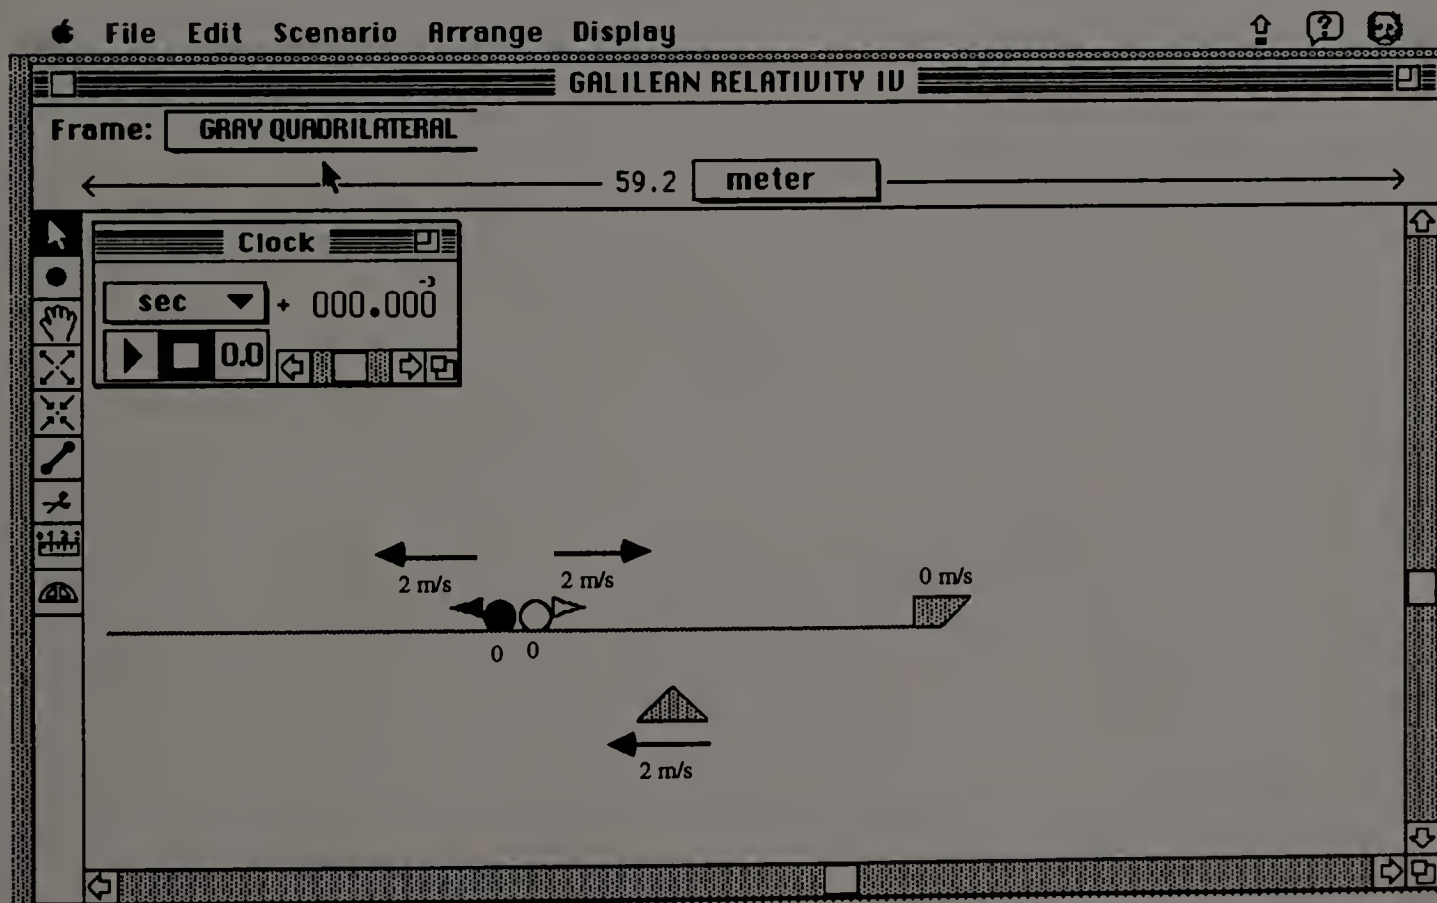 File Edit Scenario Arrange Display ?
GALILEAN RELATIVITY IV
Frame: GRAY QUADRILATERAL
59.2 meter
Clock
sec + 000.000
0.0
2 m/s 2 m/s 0 m/s
0 0
2 m/s